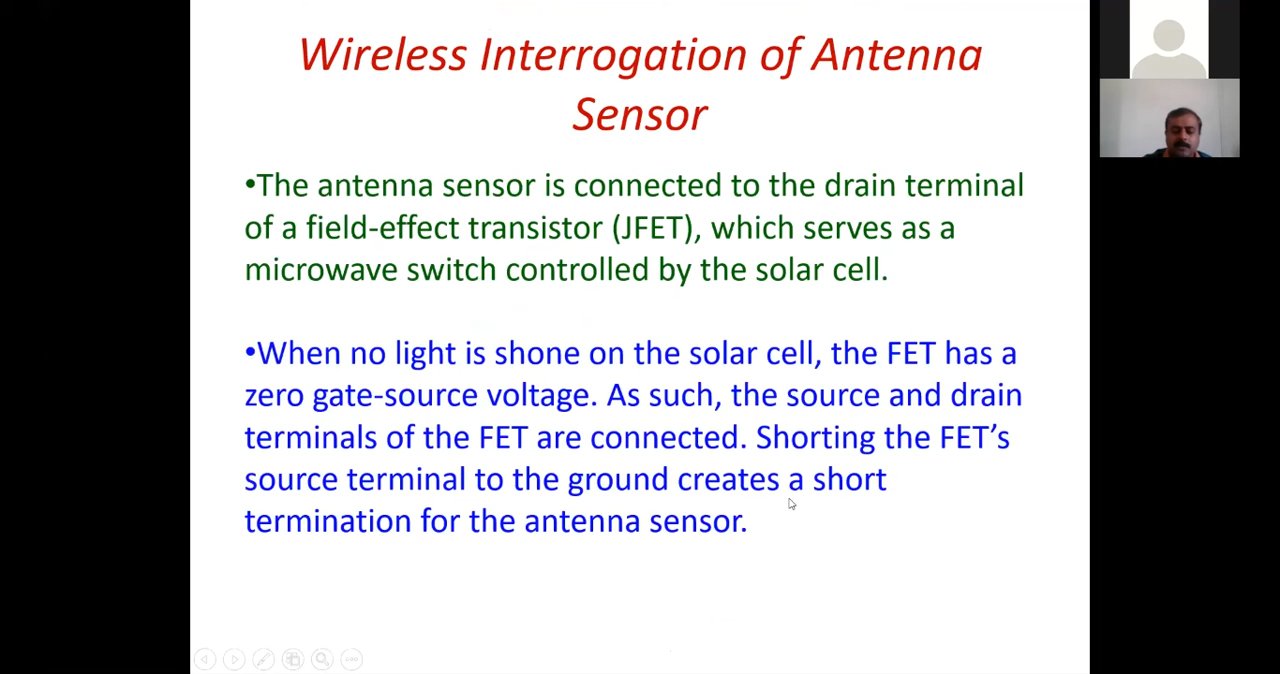 Wireless Interrogation of Antenna
Sensor
•The antenna sensor is connected to the drain terminal
of a field-effect transistor (JFET), which serves as a
microwave switch controlled by the solar cell.
•When no light is shone on the solar cell, the FET has a
zero gate-source voltage. As such, the source and drain
terminals of the FET are connected. Shorting the FET’s
source terminal to the ground creates a short
termination for the antenna sensor.